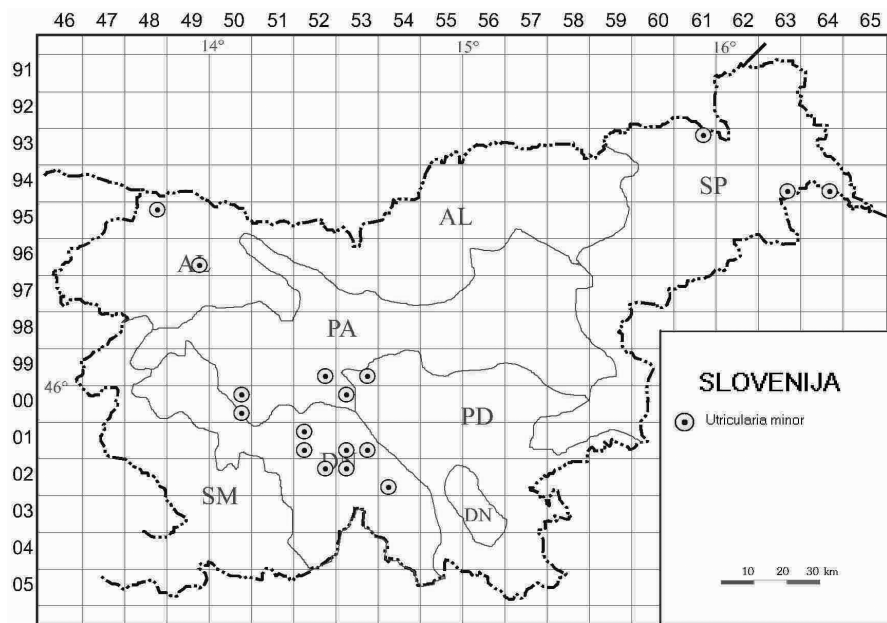 46 47 48 49 50 51 52 53 54 55 56 57 58 60 61 62 63 64 65
14° 15° 16°
91
92
93
94
SP
95
AL
96
AL
97
98
PA
99
46°
SLOVENIJA
00
PD
Utricularia minor
01
DN
02
SM
03
DN
04
05
10 20 30 km